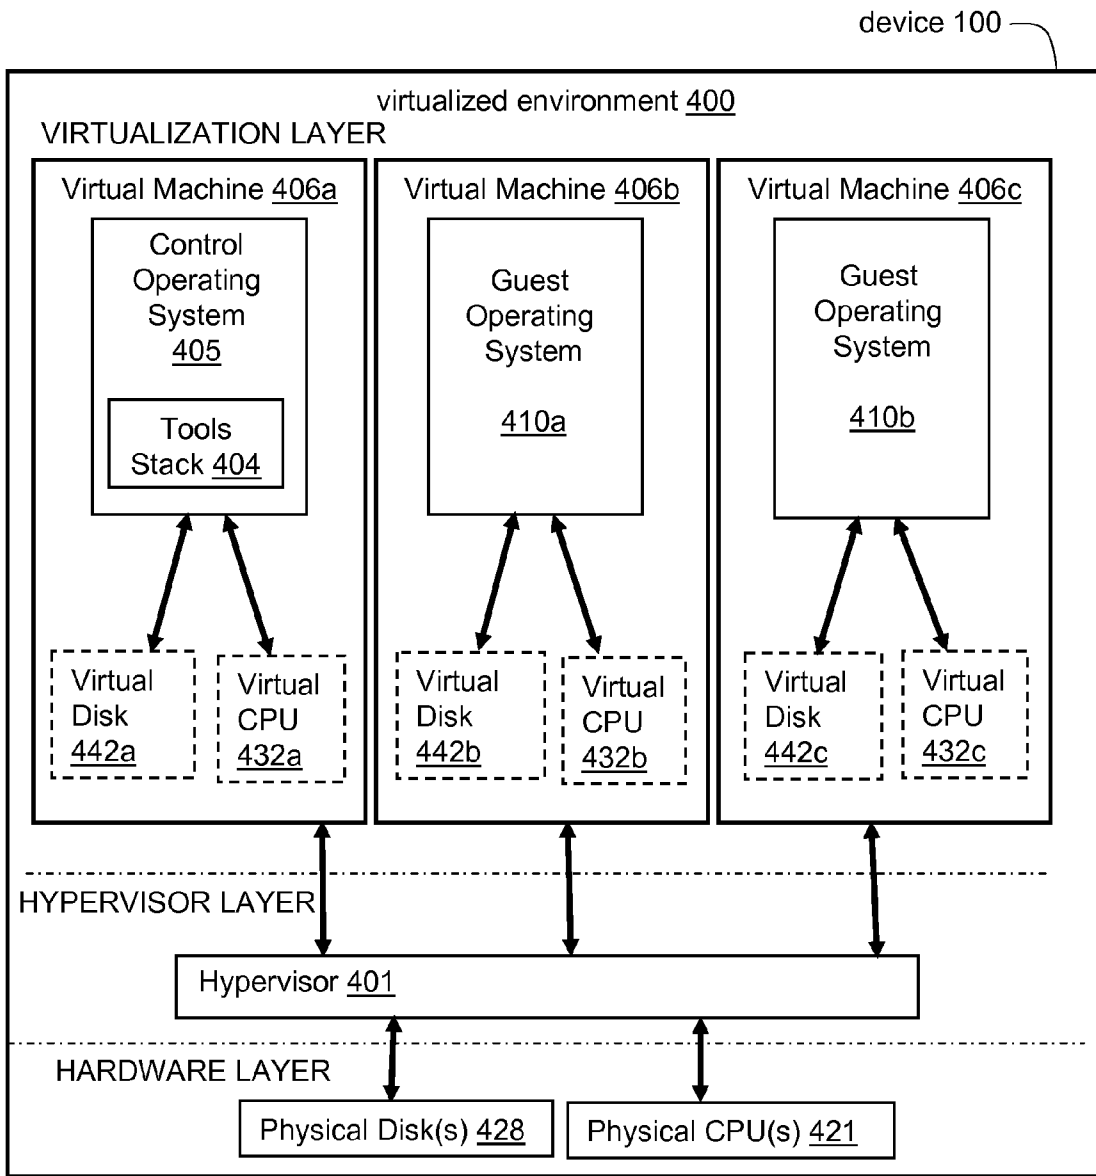 device 100
virtualized environment 400
VIRTUALIZATION LAYER
Virtual Machine 406a
Control
Operating
System
405
Tools
Stack 404
Virtual
Disk
442a
Virtual
CPU
432a
Virtual Machine 406b
Guest
Operating
System
410a
Virtual
Disk
442b
Virtual
CPU
432b
Virtual Machine 406c
Guest
Operating
System
410b
Virtual
Disk
442c
Virtual
CPU
432c
HYPERVISOR LAYER
Hypervisor 401
HARDWARE LAYER
Physical Disk(s) 428
Physical CPU(s) 421